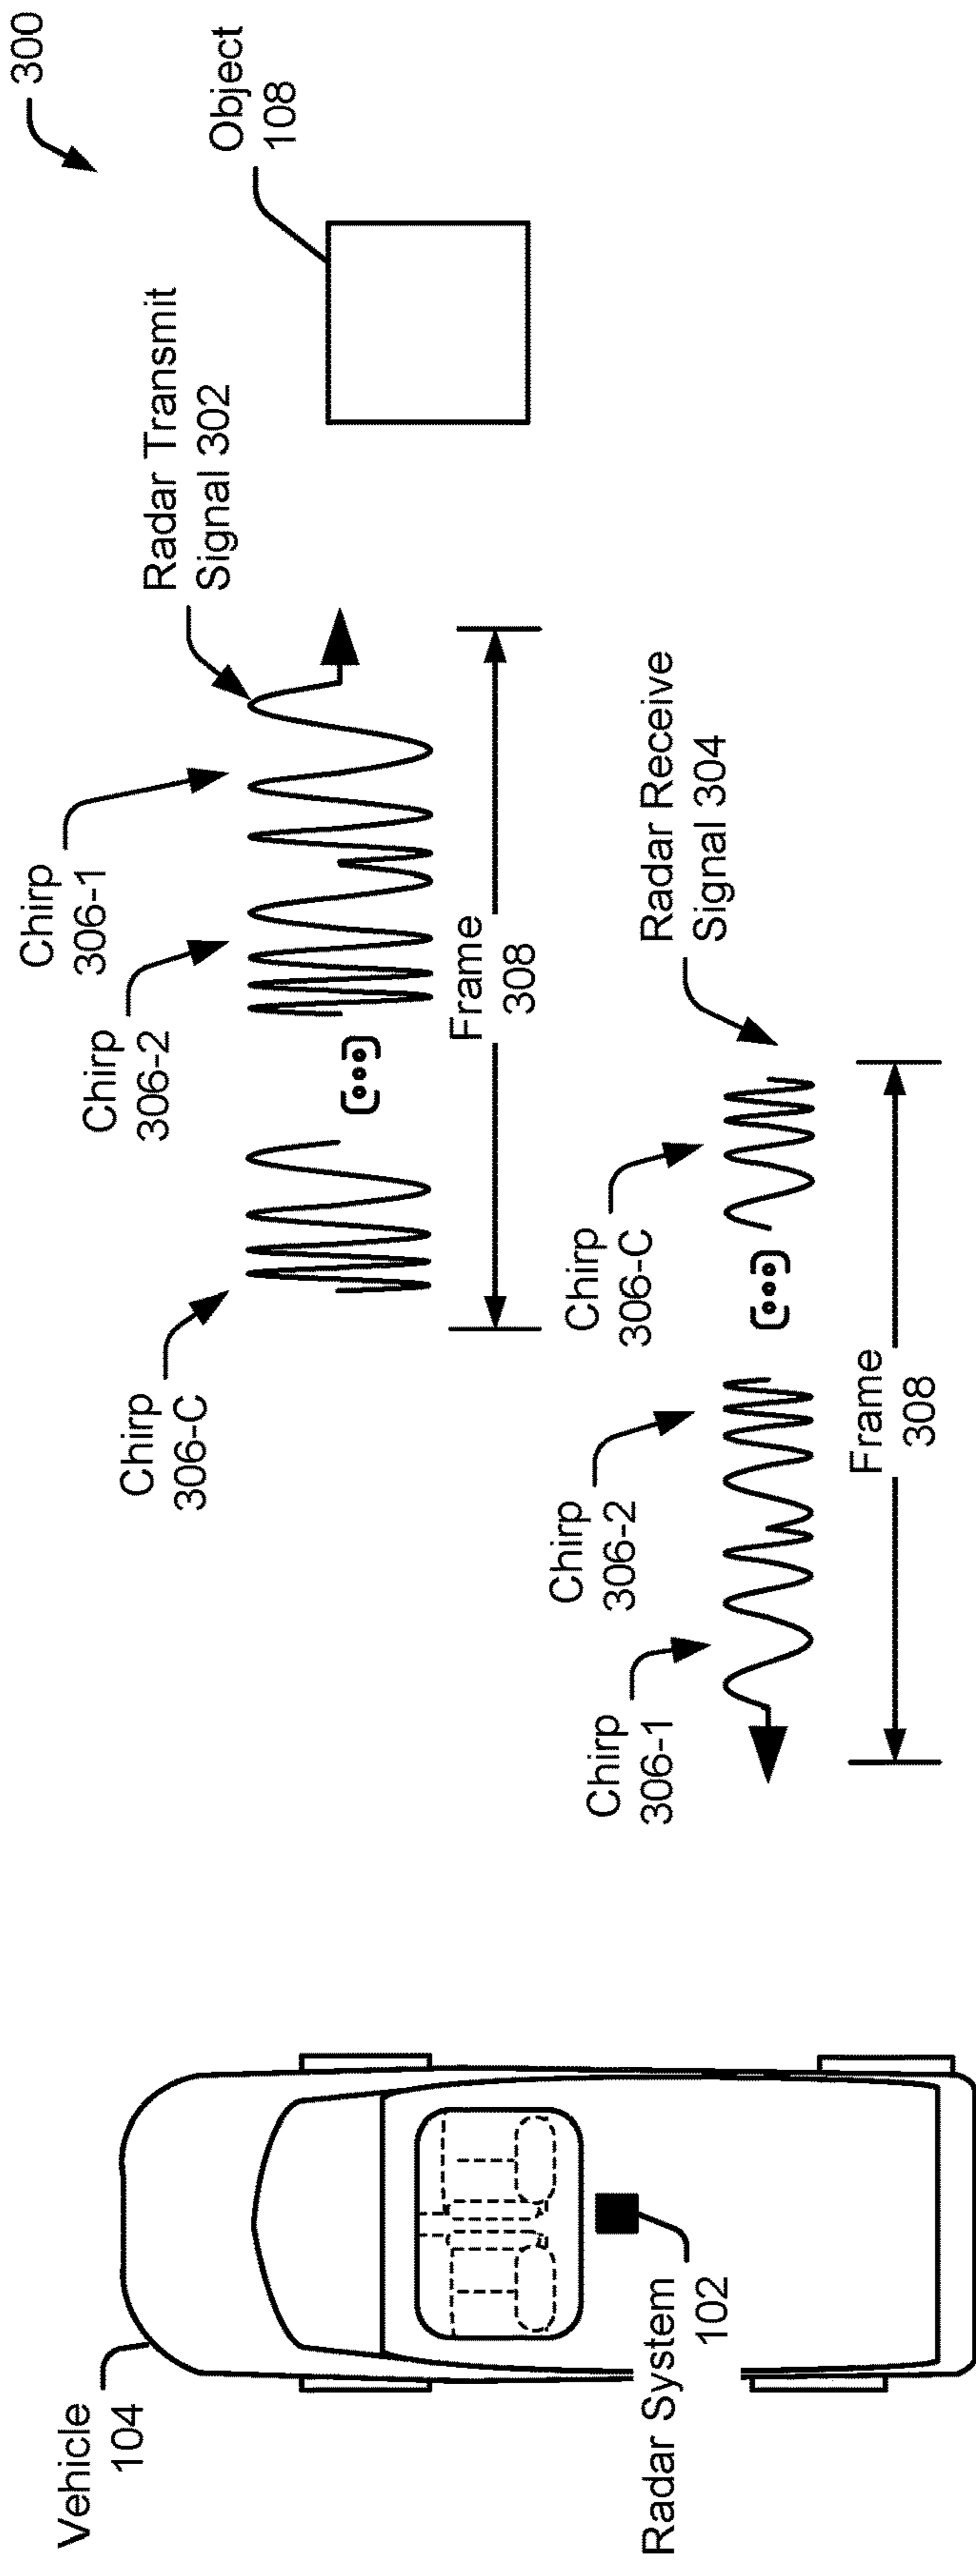 300
Object
108
Radar Transmit
Signal 302
Chirp
306-1
Chirp
306-2
Chirp
306-C
Frame
308
Radar Receive
Signal 304
Chirp
306-C
Chirp
306-2
Chirp
306-1
Frame
308
Vehicle
104
Radar System
102